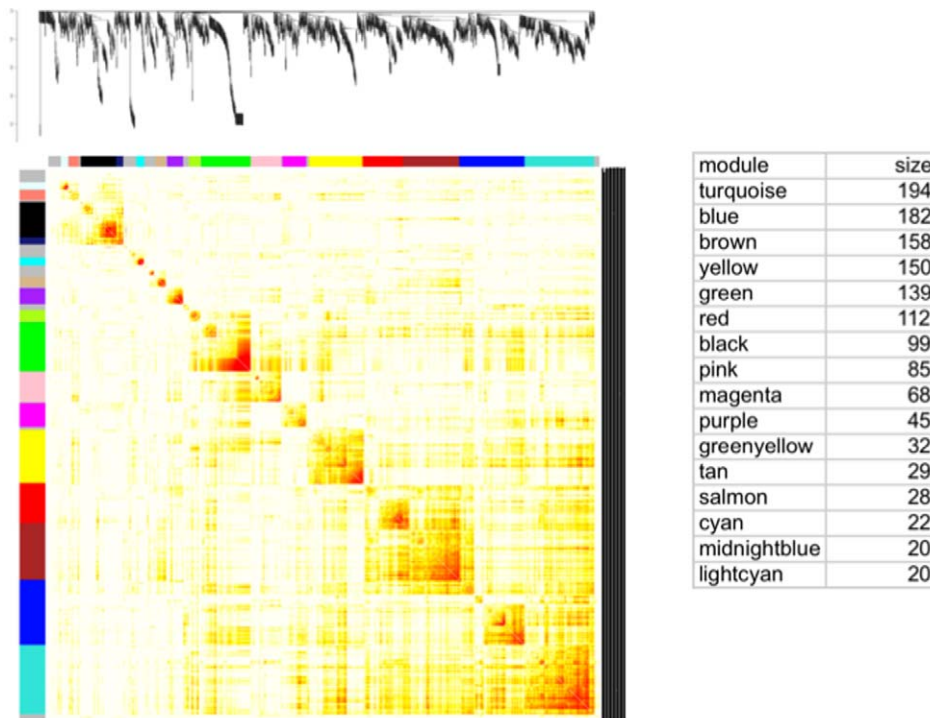 module size
turquoise 194
blue 182
brown 158
yellow 150
green 139
red 112
black 99
pink 85
magenta 68
purple 45
greenyellow 32
tan 29
salmon 28
cyan 22
midnightblue 20
lightcyan 20